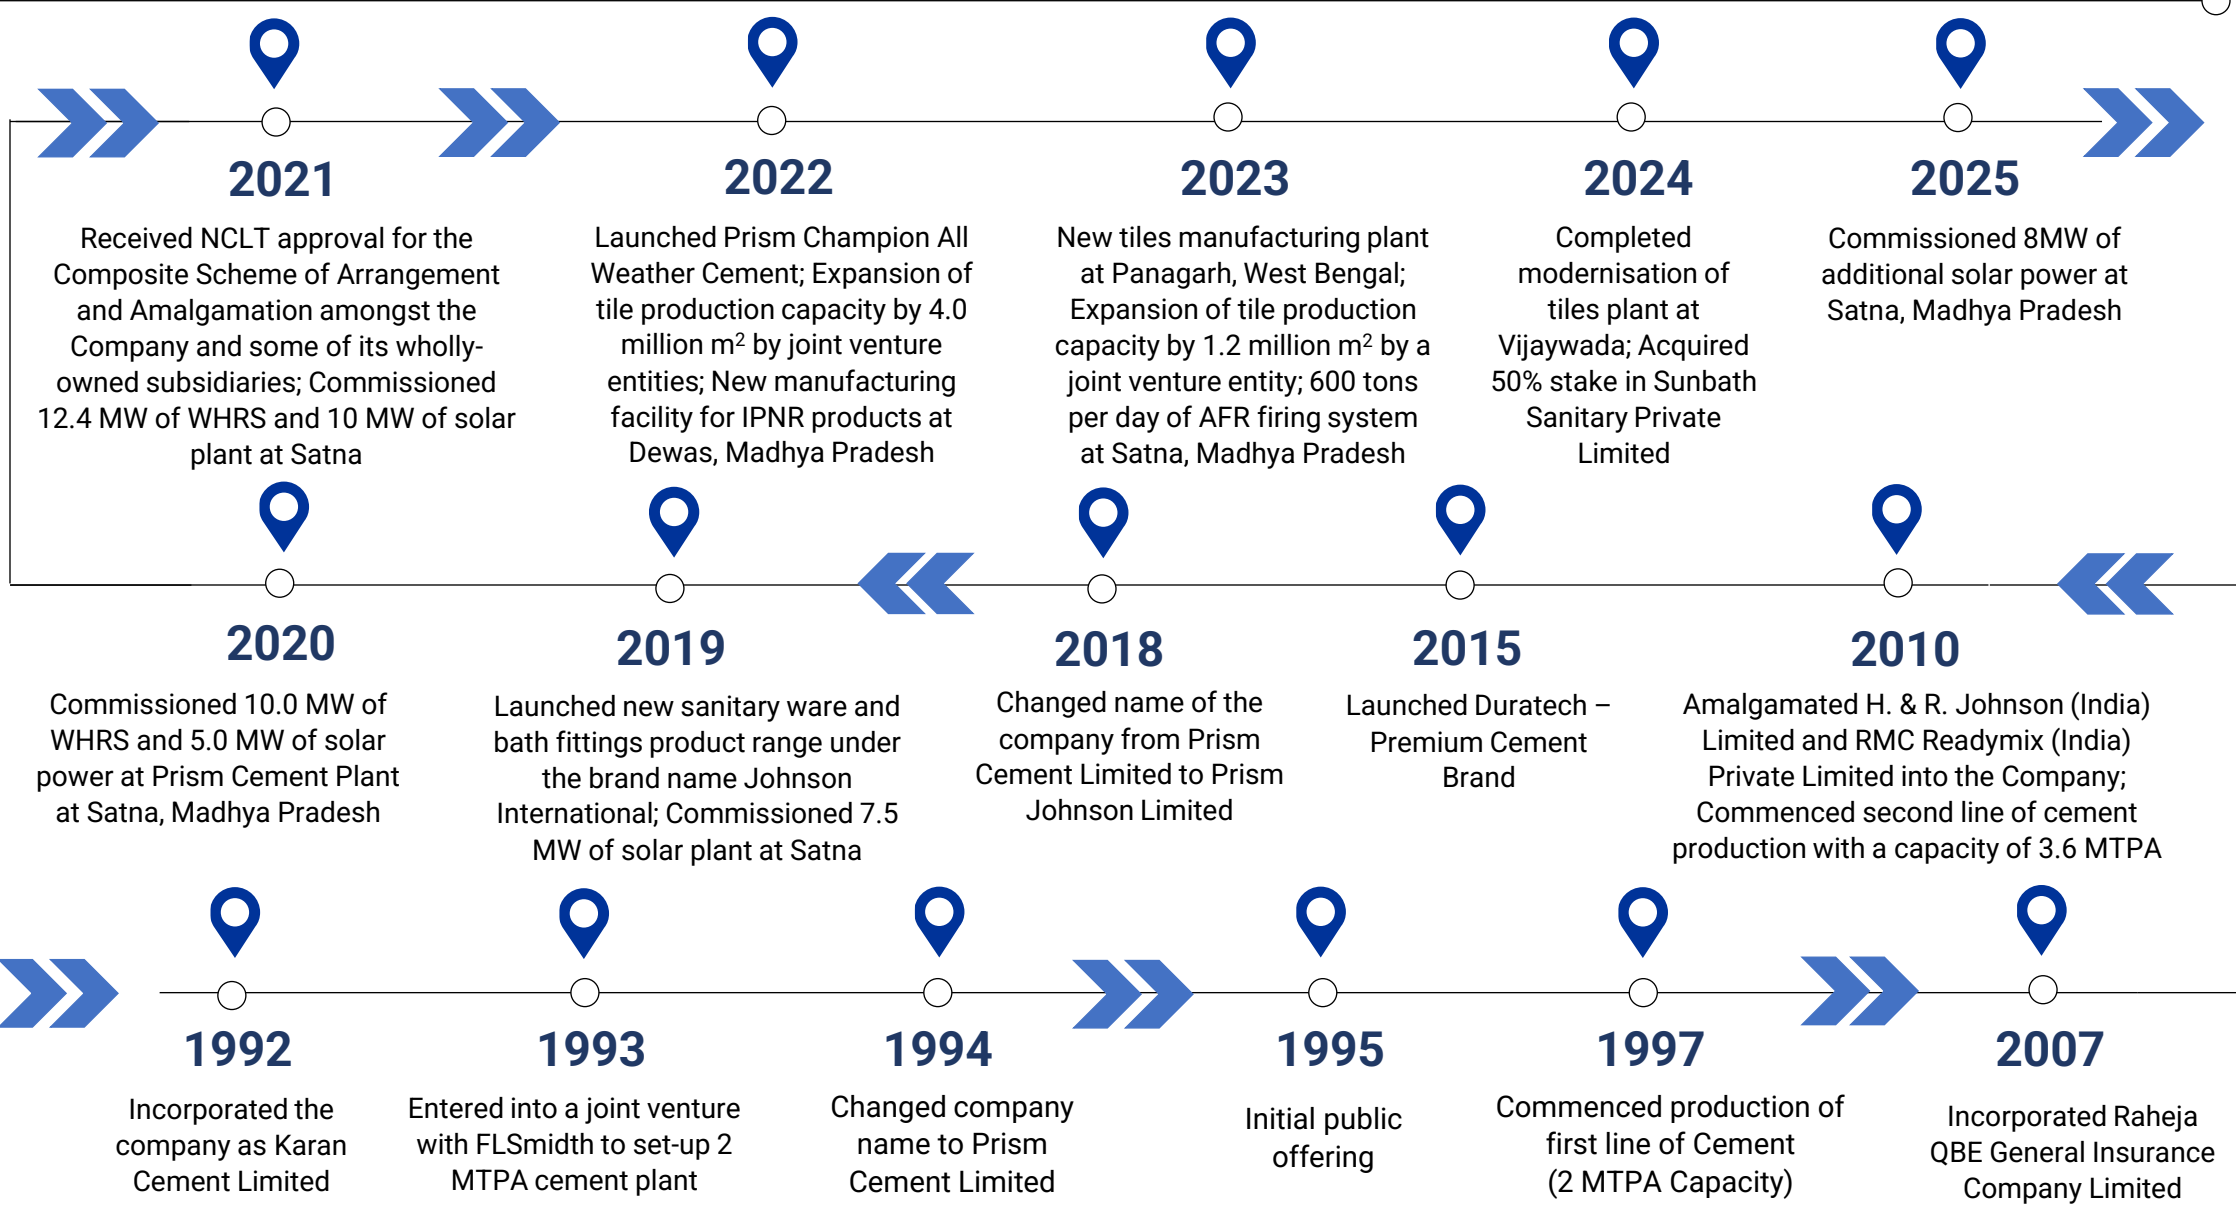 2021
Received NCLT approval for the
Composite Scheme of Arrangement
and Amalgamation amongst the
Company and some of its wholly-
owned subsidiaries; Commissioned
12.4 MW of WHRS and 10 MW of solar
plant at Satna
2022
Launched Prism Champion All
Weather Cement; Expansion of
tile production capacity by 4.0
million m² by joint venture
entities; New manufacturing
facility for IPNR products at
Dewas, Madhya Pradesh
2023
New tiles manufacturing plant
at Panagarh, West Bengal;
Expansion of tile production
capacity by 1.2 million m² by a
joint venture entity; 600 tons
per day of AFR firing system
at Satna, Madhya Pradesh
2024
Completed
modernisation of
tiles plant at
Vijaywada; Acquired
50% stake in Sunbath
Sanitary Private
Limited
2025
Commissioned 8MW of
additional solar power at
Satna, Madhya Pradesh
2020
Commissioned 10.0 MW of
WHRS and 5.0 MW of solar
power at Prism Cement Plant
at Satna, Madhya Pradesh
2019
Launched new sanitary ware and
bath fittings product range under
the brand name Johnson
International; Commissioned 7.5
MW of solar plant at Satna
2018
Changed name of the
company from Prism
Cement Limited to Prism
Johnson Limited
2015
Launched Duratech –
Premium Cement
Brand
2010
Amalgamated H. & R. Johnson (India)
Limited and RMC Readymix (India)
Private Limited into the Company;
Commenced second line of cement
production with a capacity of 3.6 MTPA
1992
Incorporated the
company as Karan
Cement Limited
1993
Entered into a joint venture
with FLSmidth to set-up 2
MTPA cement plant
1994
Changed company
name to Prism
Cement Limited
1995
Initial public
offering
1997
Commenced production of
first line of Cement
(2 MTPA Capacity)
2007
Incorporated Raheja
QBE General Insurance
Company Limited